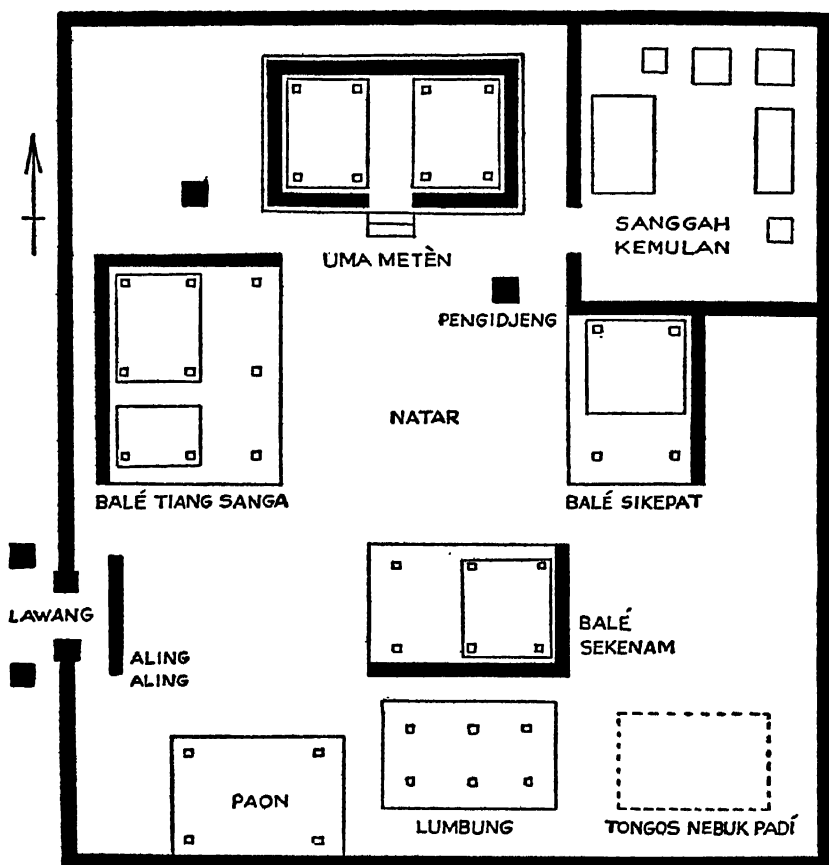 SANGGAH
KEMULAN
UMA METÈN
PENGIDJENG
NATAR
BALÉ TIANG SANGA
BALÉ SIKEPAT
LAWANG
BALÉ
SEKENAM
ALING
ALING
PAON
LUMBUNG
TONGOS NEBUK PADÍ